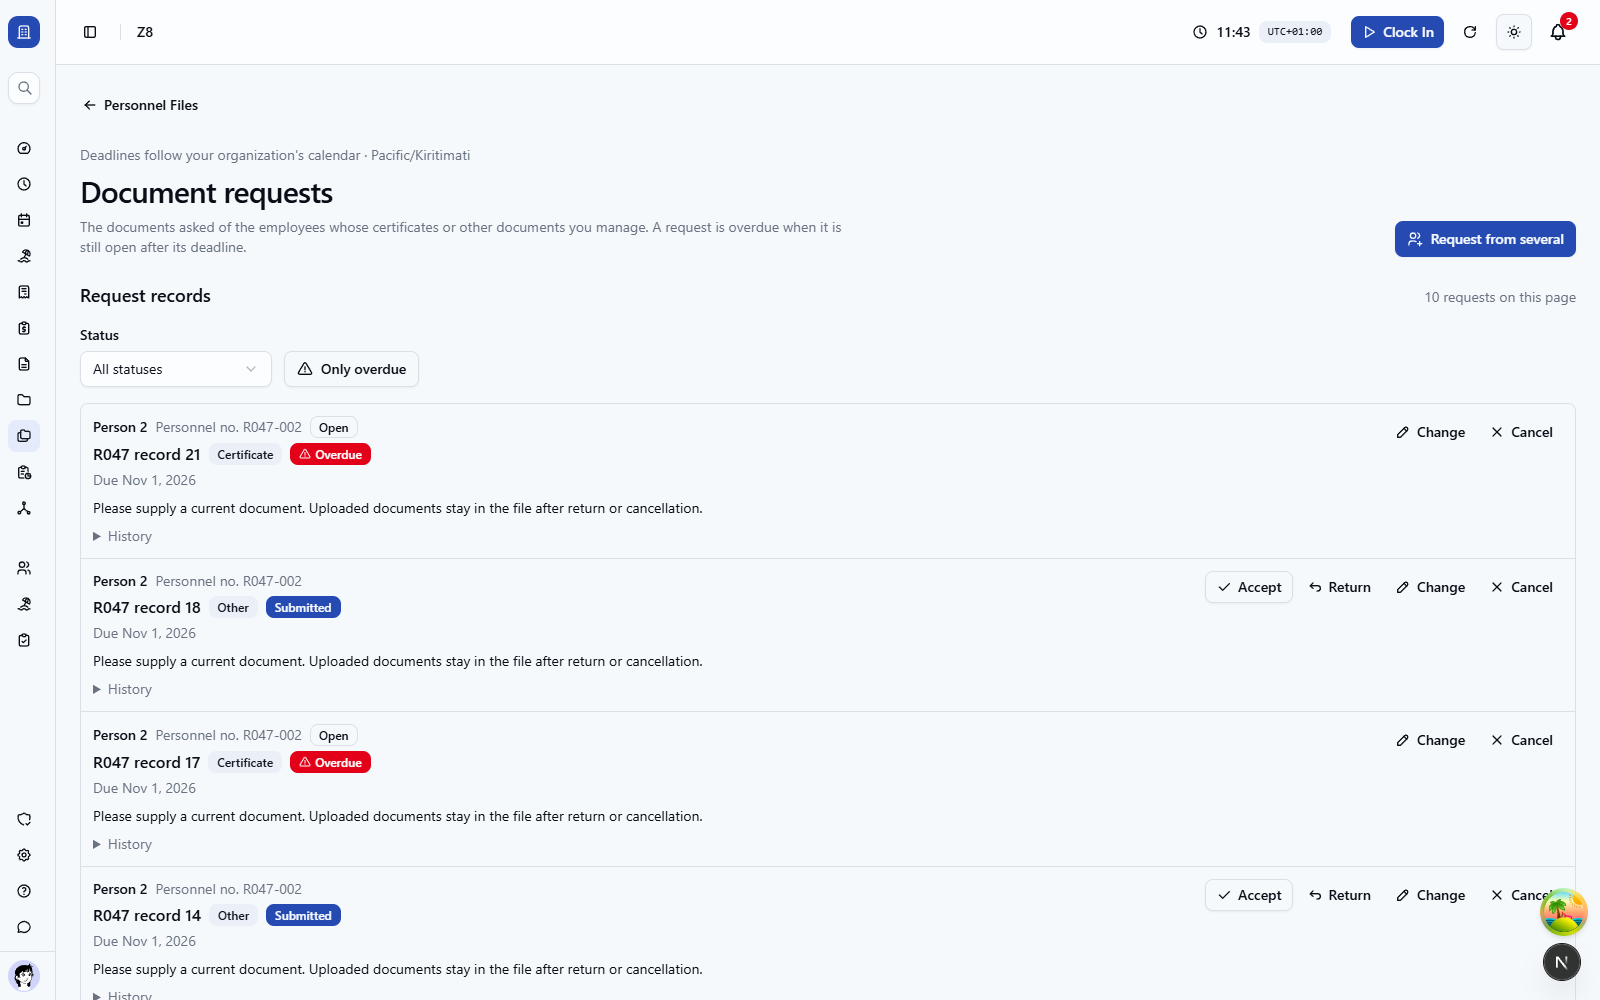 Z8
11:43 UTC+01:00
Clock In
2
Personnel Files
Deadlines follow your organization's calendar · Pacific/Kiritimati
Document requests
The documents asked of the employees whose certificates or other documents you manage. A request is overdue when it is
still open after its deadline.
Request from several
Request records
10 requests on this page
Status
All statuses
Only overdue
Person 2 Personnel no. R047-002 Open
Change Cancel
R047 record 21 Certificate Overdue
Due Nov 1, 2026
Please supply a current document. Uploaded documents stay in the file after return or cancellation.
History
Person 2 Personnel no. R047-002
Accept Return Change Cancel
R047 record 18 Other Submitted
Due Nov 1, 2026
Please supply a current document. Uploaded documents stay in the file after return or cancellation.
History
Person 2 Personnel no. R047-002 Open
Change Cancel
R047 record 17 Certificate Overdue
Due Nov 1, 2026
Please supply a current document. Uploaded documents stay in the file after return or cancellation.
History
Person 2 Personnel no. R047-002
Accept Return Change Cancel
R047 record 14 Other Submitted
Due Nov 1, 2026
Please supply a current document. Uploaded documents stay in the file after return or cancellation.
History
N